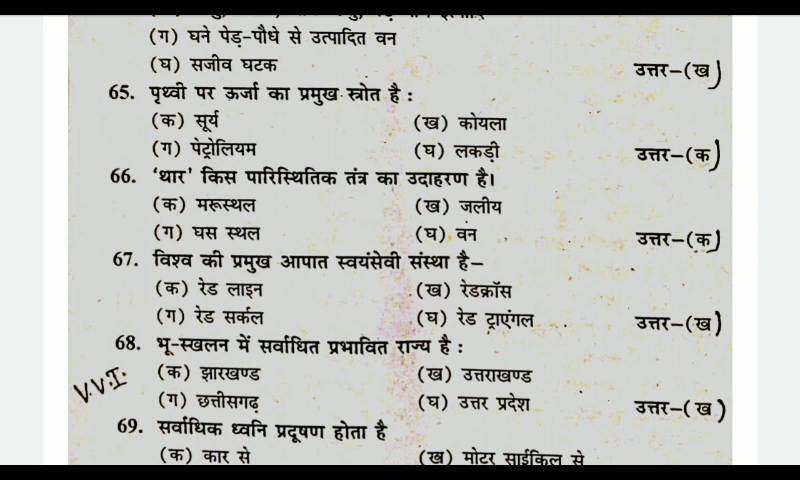 (ग) घने पेड़-पौधे से उत्पादित वन
(घ) सजीव घटक उत्तर-(ख)
65. पृथ्वी पर ऊर्जा का प्रमुख स्त्रोत है :
(क) सूर्य (ख) कोयला
(ग) पेट्रोलियम (घ) लकड़ी उत्तर-(क)
66. 'थार' किस पारिस्थितिक तंत्र का उदाहरण है।
(क) मरूस्थल (ख) जलीय
(ग) घस स्थल (घ) वन उत्तर-(क)
67. विश्व की प्रमुख आपात स्वयंसेवी संस्था है–
(क) रेड लाइन (ख) रेडक्रॉस
(ग) रेड सर्कल (घ) रेड ट्राएंगल उत्तर-(ख)
68. भू-स्खलन में सर्वाधित प्रभावित राज्य है :
V.V.I. (क) झारखण्ड (ख) उत्तराखण्ड
(ग) छत्तीसगढ़ (घ) उत्तर प्रदेश उत्तर-(ख)
69. सर्वाधिक ध्वनि प्रदूषण होता है
(क) कार से (ख) मोटर साईकिल से